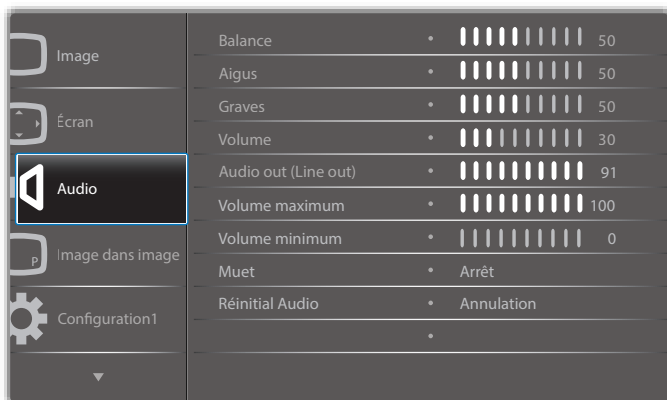 Image
Écran
Audio
P
Image dans image
Configuration1
Balance • 50
Aigus • 50
Graves • 50
Volume • 30
Audio out (Line out) • 91
Volume maximum • 100
Volume minimum • 0
Muet • Arrêt
Réinitial Audio • Annulation
•